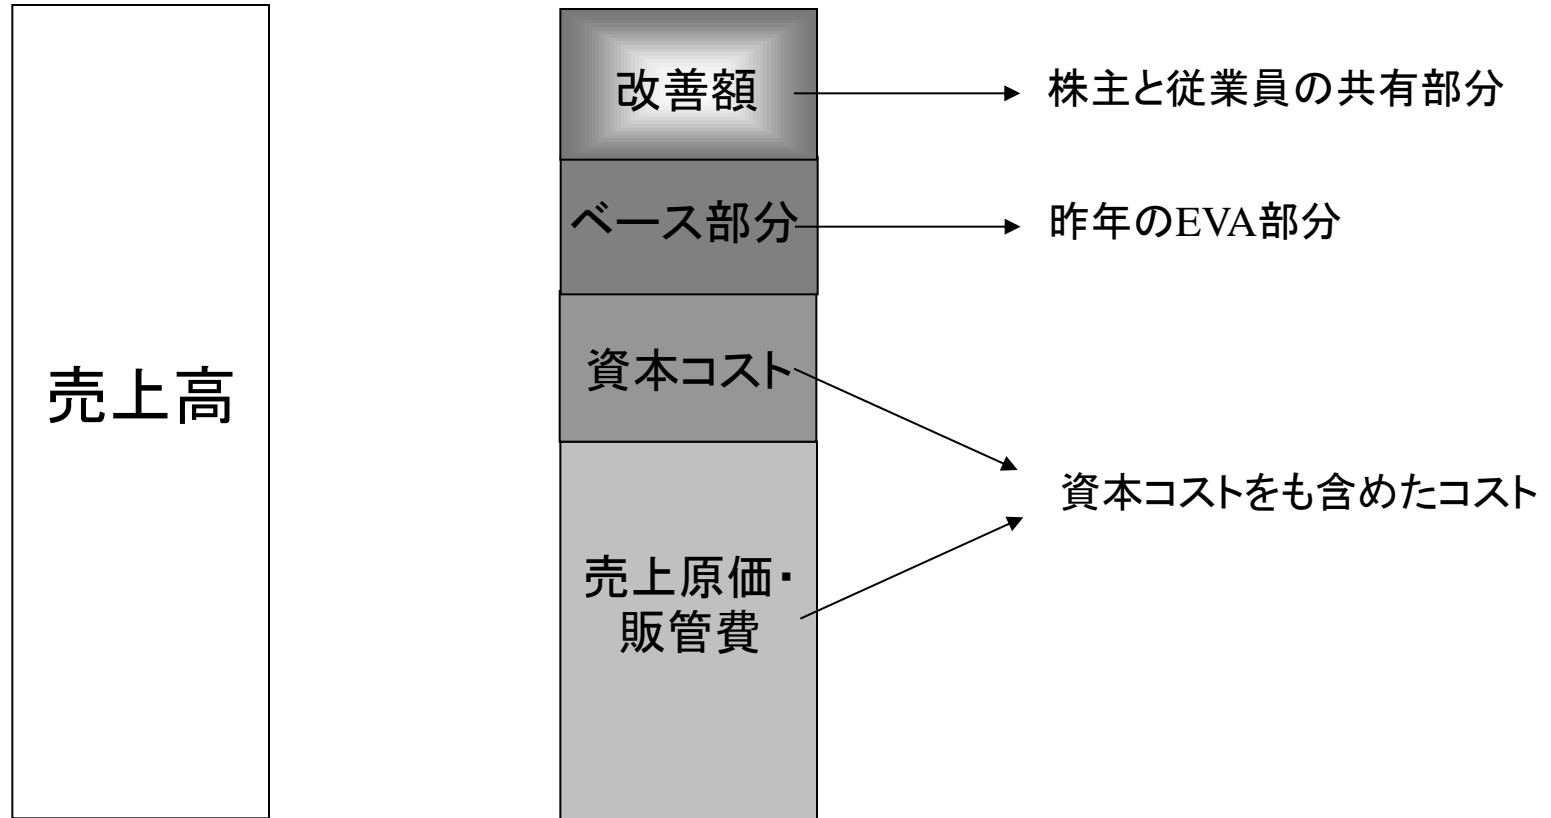 改善額
株主と従業員の共有部分
ベース部分
昨年のEVA部分
売上高
資本コスト
資本コストをも含めたコスト
売上原価・
販管費